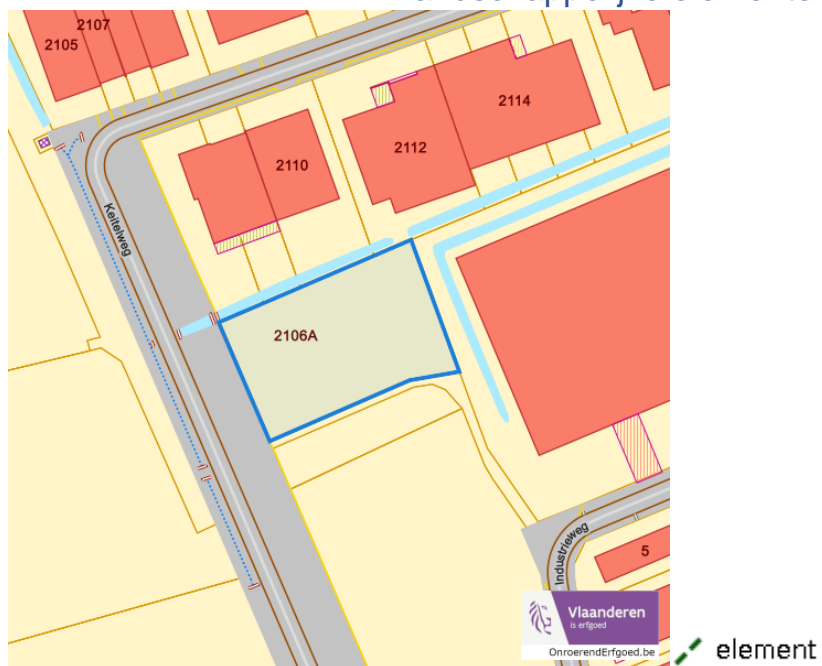 2107
2105
2114
2112
2110
Keitelweg
2106A
Industrieweg
5
Vlaanderen
is erfgoed
OnroerendErfgoed.be
element